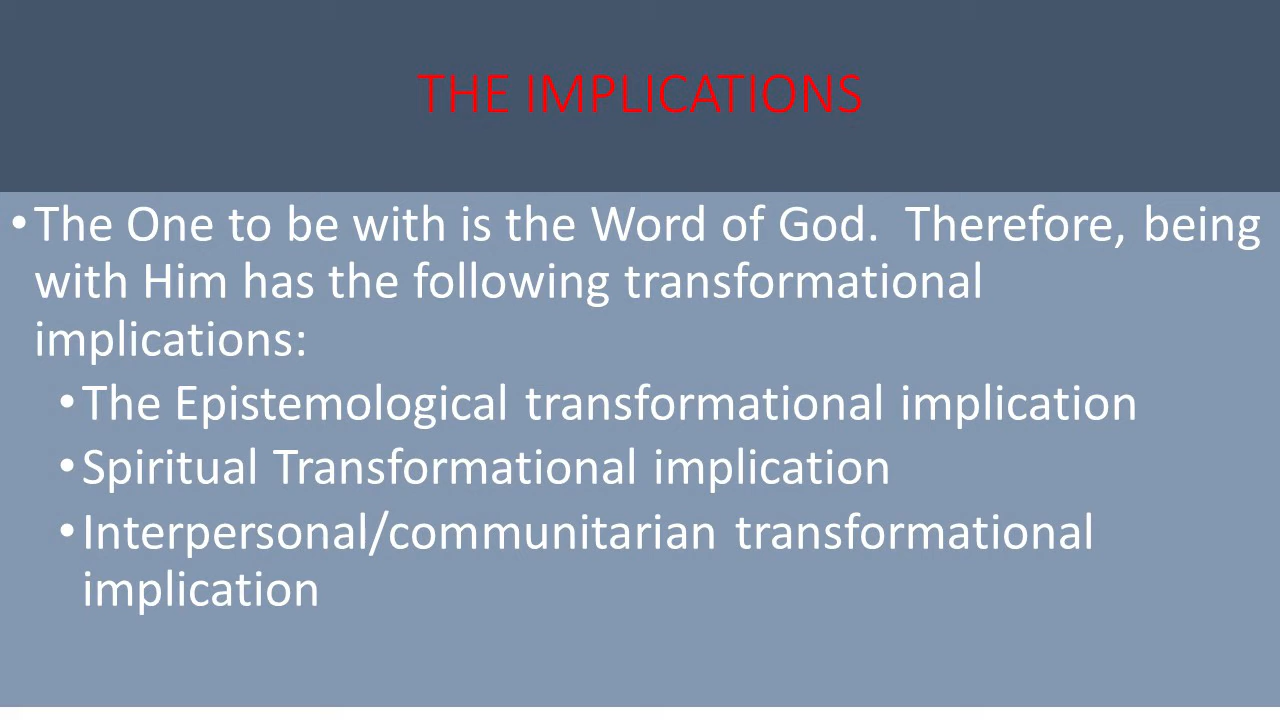 THE IMPLICATIONS
•The One to be with is the Word of God.  Therefore, being
with Him has the following transformational
implications:
•The Epistemological transformational implication
•Spiritual Transformational implication
•Interpersonal/communitarian transformational
implication